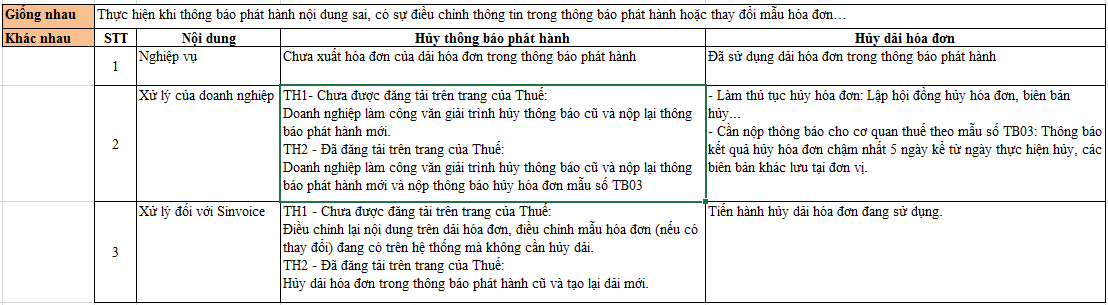 Giống nhau
Thực hiện khi thông báo phát hành nội dung sai, có sự điều chỉnh thông tin trong thông báo phát hành hoặc thay đổi mẫu hóa đơn…
Khác nhau
STT
Nội dung
Hủy thông báo phát hành
Hủy dải hóa đơn
1
Nghiệp vụ
Chưa xuất hóa đơn của dải hóa đơn trong thông báo phát hành
Đã sử dụng dải hóa đơn trong thông báo phát hành
2
Xử lý của doanh nghiệp
TH1- Chưa được đăng tải trên trang của Thuế:
Doanh nghiệp làm công văn giải trình hủy thông báo cũ và nộp lại thông
báo phát hành mới.
TH2 - Đã đăng tải trên trang của Thuế:
Doanh nghiệp làm công văn giải trình hủy thông báo cũ và nộp lại thông
báo phát hành mới và nộp thông báo hủy hóa đơn mẫu số TB03
- Làm thủ tục hủy hóa đơn: Lập hội đồng hủy hóa đơn, biên bản
hủy…
- Cần nộp thông báo cho cơ quan thuế theo mẫu số TB03: Thông báo
kết quả hủy hóa đơn chậm nhất 5 ngày kể từ ngày thực hiện hủy, các
biên bản khác lưu tại đơn vị.
3
Xử lý đối với Sinvoice
TH1 - Chưa được đăng tải trên trang của Thuế:
Điều chỉnh lại nội dung trên dải hóa đơn, điều chỉnh mẫu hóa đơn (nếu có
thay đổi) đang có trên hệ thống mà không cần hủy dải.
TH2 - Đã đăng tải trên trang của Thuế:
Hủy dải hóa đơn trong thông báo phát hành cũ và tạo lại dải mới.
Tiến hành hủy dải hóa đơn đang sử dụng.